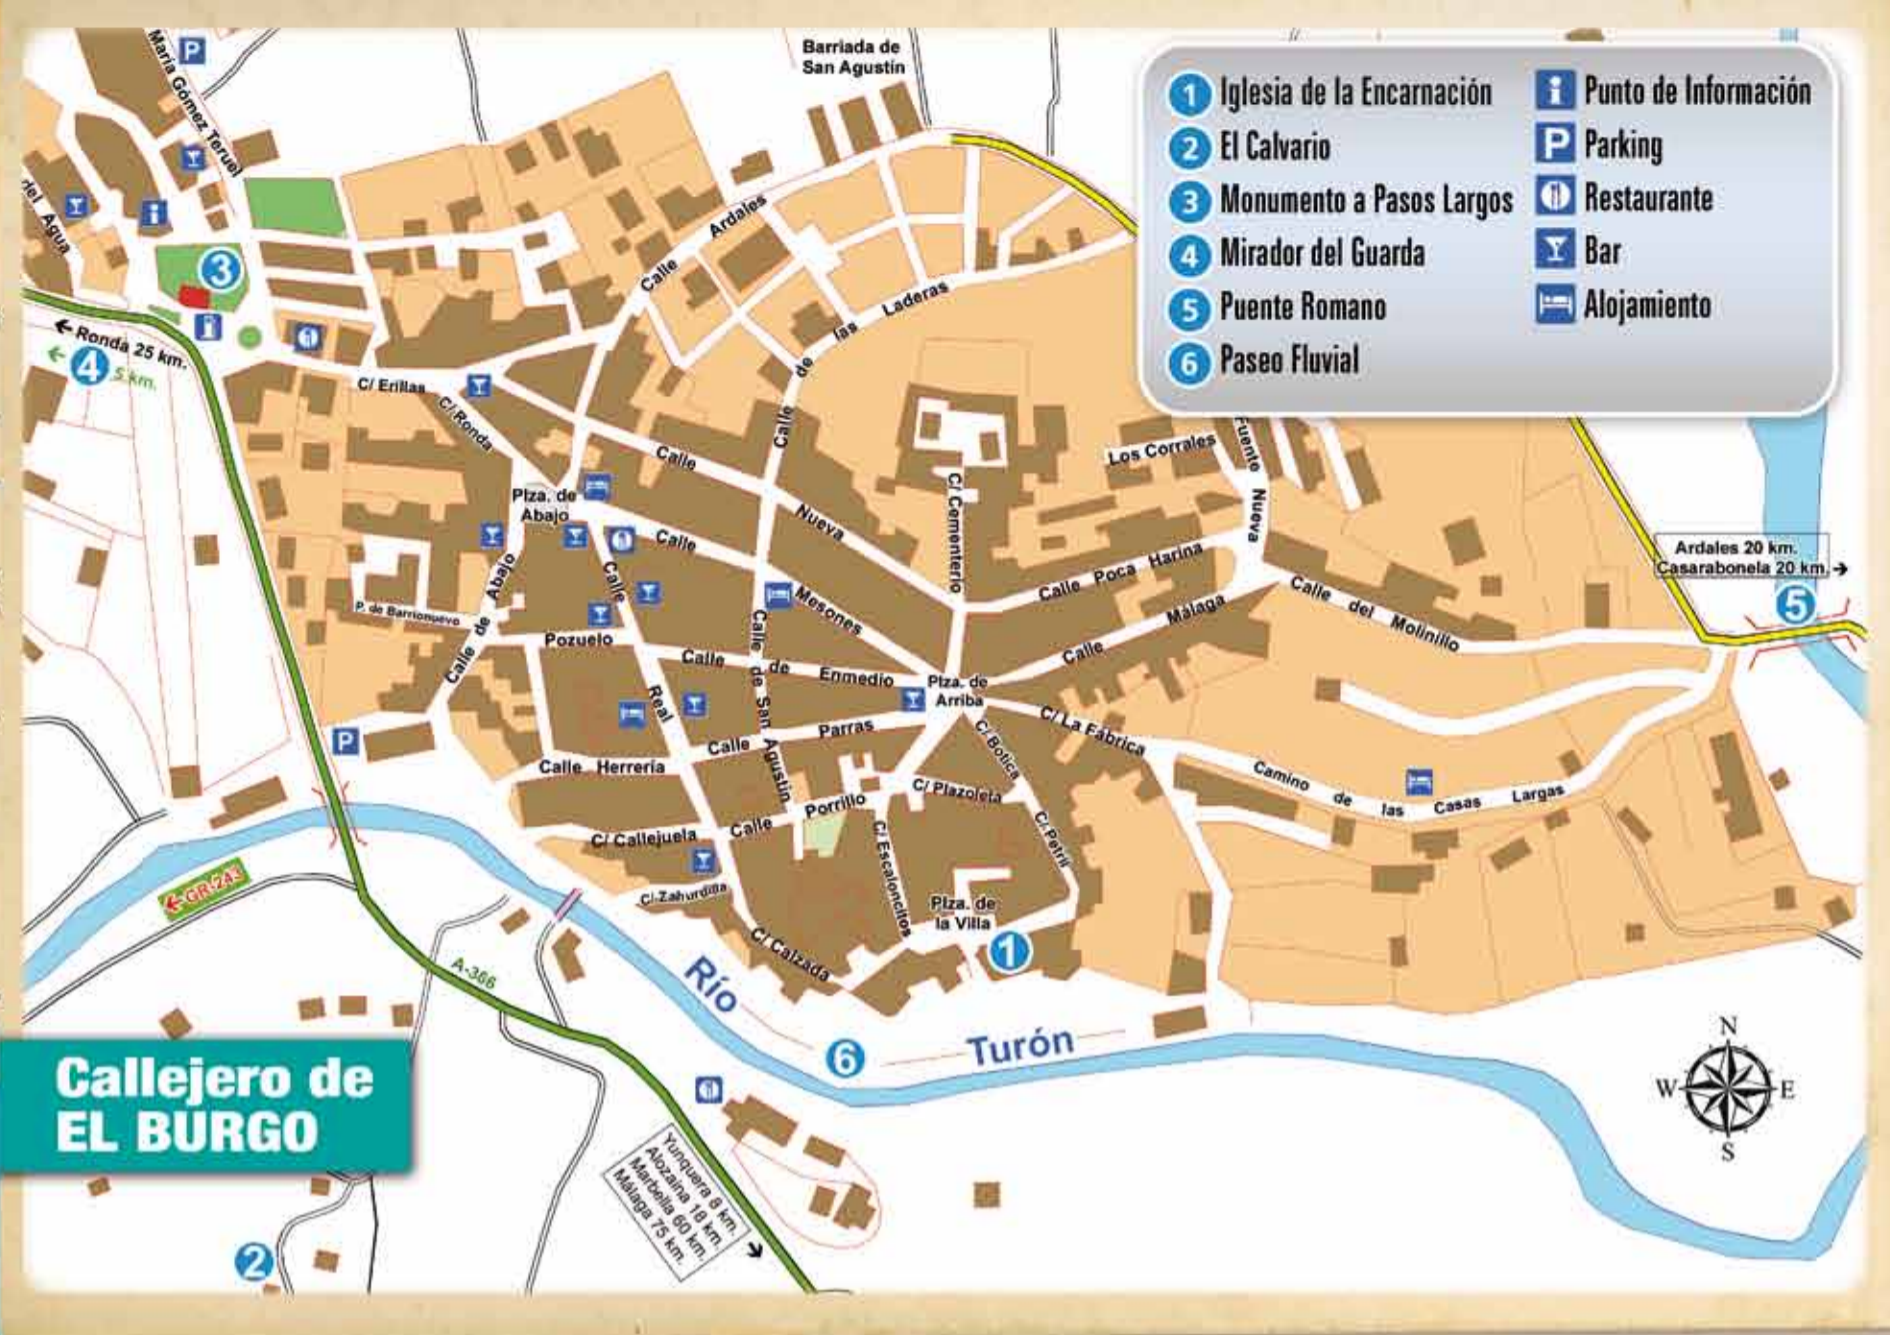 María Gómez Teruel
P
Barriada de
San Agustín
1 Iglesia de la Encarnación
2 El Calvario
3 Monumento a Pasos Largos
4 Mirador del Guarda
5 Puente Romano
6 Paseo Fluvial
i Punto de Información
P Parking
Restaurante
Bar
Alojamiento
del Agua
3
Calle Ardales
Calle de las Laderas
← Ronda 25 km.
← 4 5 km.
C/ Erillas
C/ Ronda
Calle Nueva
C/ Cementerio
Los Corrales
Fuente Nueva
Plza. de
Abajo
Calle Mesones
Calle Poca Harina
Calle Málaga
Calle del Molinillo
Ardales 20 km.
Casarabonela 20 km. →
5
P. de Barrionuevo
Calle de Abajo
Pozuelo
Calle Real
Calle de San Agustín
Calle de Enmedio
Plza. de
Arriba
C/ La Fábrica
Camino de las Casas Largas
P
Calle Herrería
Calle Parras
C/ Botica
C/ Plazoleta
C/ Petril
C/ Callejuela
Calle Porrillo
C/ Escaloncitos
C/ Zahurdilla
C/ Calzada
Plza. de
la Villa
1
← GR-243
A-366
Río Turón
6
N
W E
S
Callejero de
EL BURGO
Yunquera 8 km.
Alozaina 18 km.
Marbella 60 km.
Málaga 75 km.
→
2